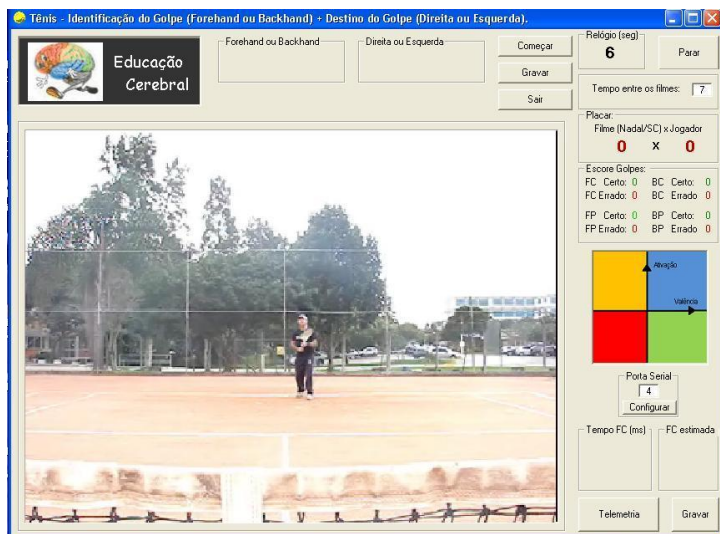 Tênis - Identificação do Golpe (Forehand ou Backhand) + Destino do Golpe (Direita ou Esquerda).
Educação
Cerebral
Forehand ou Backhand
Direita ou Esquerda
Começar
Gravar
Sair
Relógio (seg)
6
Parar
Tempo entre os filmes: 7
Placar:
Filme (Nadal/SC) x Jogador
0 x 0
Escore Golpes:
FC Certo: 0 BC Certo: 0
FC Errado: 0 BC Errado 0
FP Certo: 0 BP Certo: 0
FP Errado: 0 BP Errado 0
Ativação
Valência
Porta Serial
4
Configurar
Tempo FC (ms)
FC estimada
Telemetria
Gravar